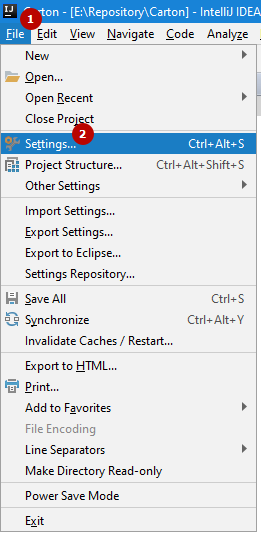 1
rton - [E:\Repository\Carton] - IntelliJ IDEA
File Edit View Navigate Code Analyze
New
Open...
Open Recent
Close Project
2
Settings... Ctrl+Alt+S
Project Structure... Ctrl+Alt+Shift+S
Other Settings
Import Settings...
Export Settings...
Export to Eclipse...
Settings Repository...
Save All Ctrl+S
Synchronize Ctrl+Alt+Y
Invalidate Caches / Restart...
Export to HTML...
Print...
Add to Favorites
File Encoding
Line Separators
Make Directory Read-only
Power Save Mode
Exit